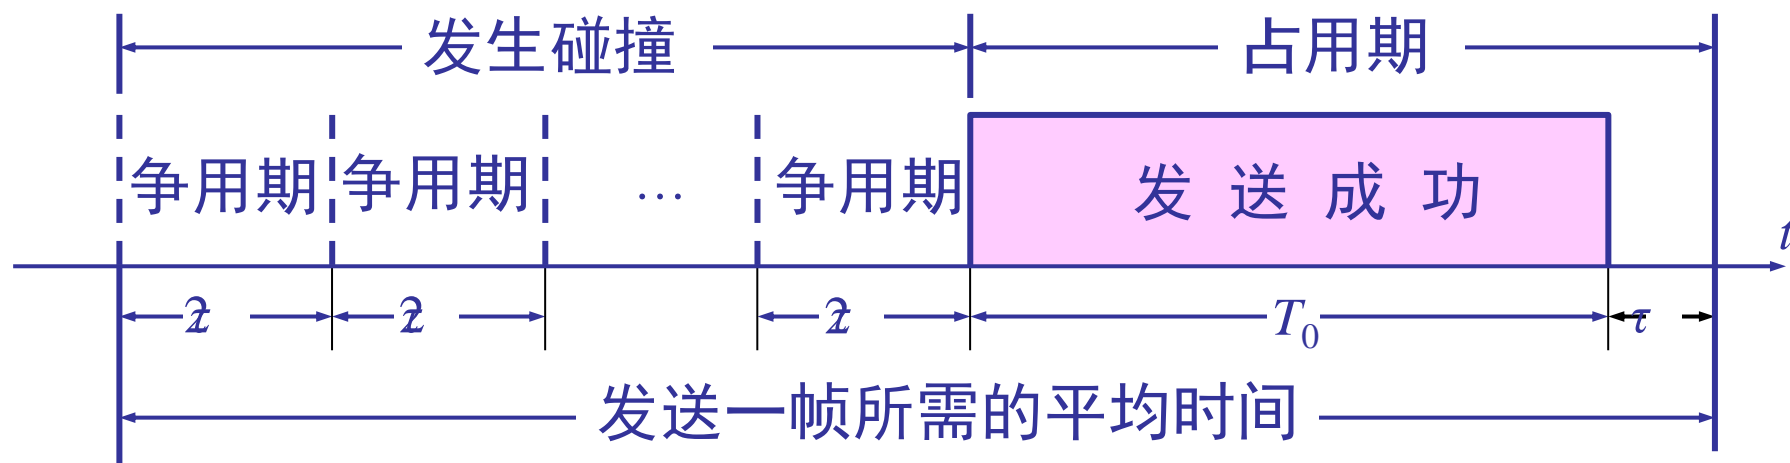 发生碰撞 占用期
争用期 争用期 … 争用期 发送成功
t
2τ 2τ 2τ T₀ τ
发送一帧所需的平均时间